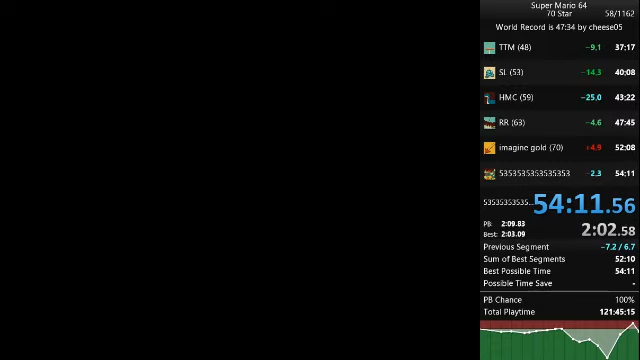 Super Mario 64
70 Star 58/1162
World Record is 47:34 by cheese05
TTM (48) -9.1 37:17
SL (53) -14.3 40:08
HMC (59) -25.0 43:22
RR (63) -4.6 47:45
imagine gold (70) +4.9 52:08
5353535353535353 -2.3 54:11
53535353535... 54:11.56
PB: 2:09.83
Best: 2:03.09
2:02.58
Previous Segment -7.2 / 6.7
Sum of Best Segments 52:10
Best Possible Time 54:11
Possible Time Save -
PB Chance 100%
Total Playtime 121:45:15